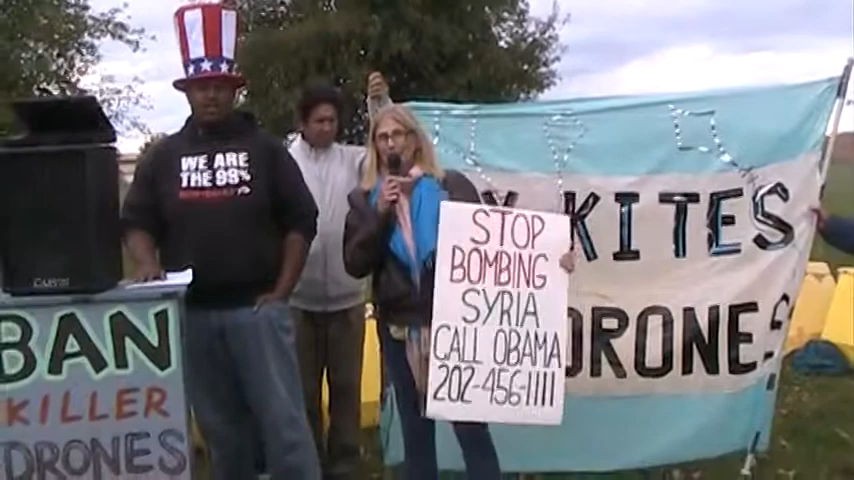 WE ARE
THE 99%
STOP
BOMBING
SYRIA
CALL OBAMA
202-456-1111
KITES
DRONES
BAN
KILLER
DRONES